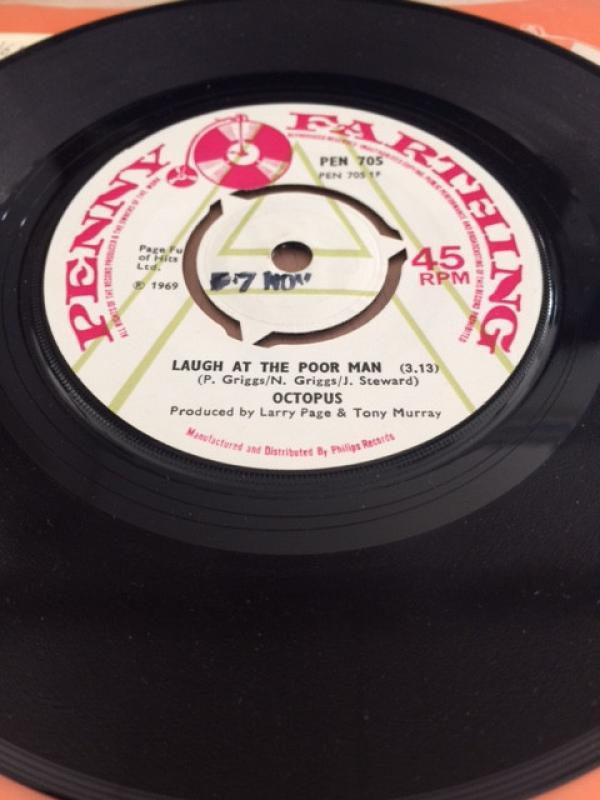 PENNY FARTHING
PEN 705
PEN 705 1F
Page Fu
of Hits
Ltd.
℗ 1969
45
RPM
7 NOV
LAUGH AT THE POOR MAN (3.13)
(P. Griggs/N. Griggs/J. Steward)
OCTOPUS
Produced by Larry Page & Tony Murray
Manufactured and Distributed By Philips Records